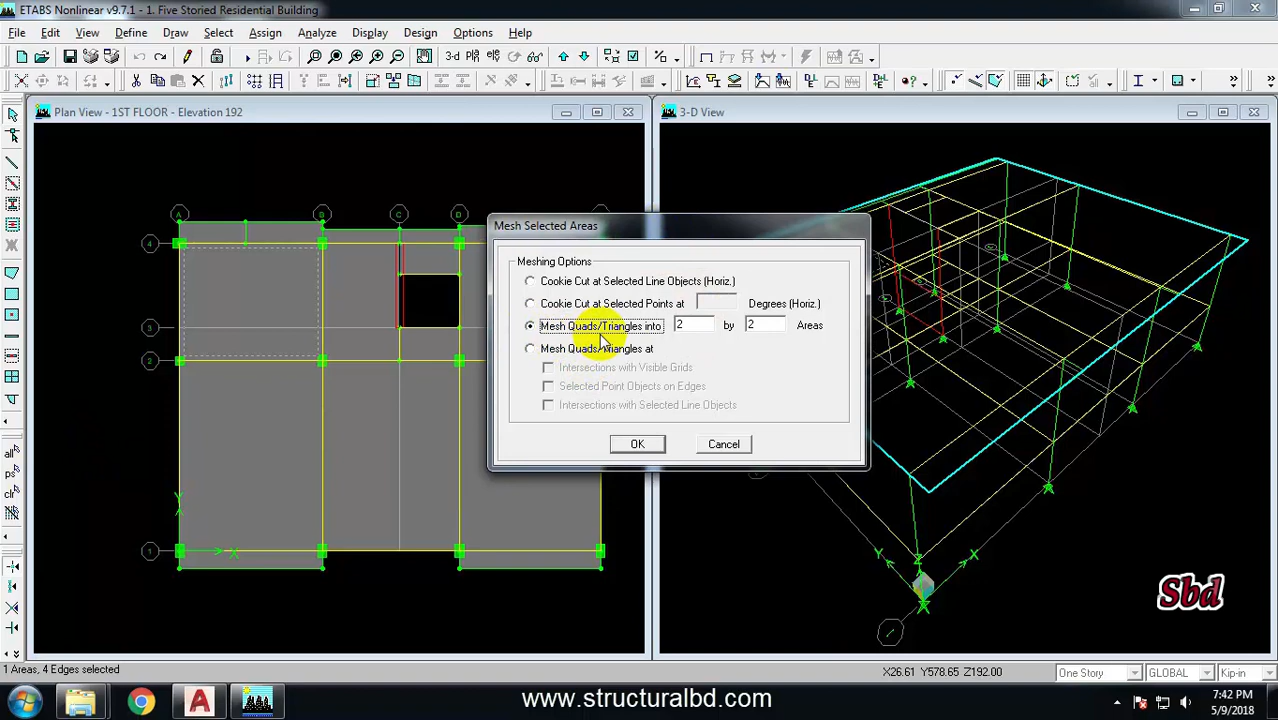 ETABS Nonlinear v9.7.1 - 1. Five Storied Residential Building
File Edit View Define Draw Select Assign Analyze Display Design Options Help
3-d
Plan View - 1ST FLOOR - Elevation 192
3-D View
A B C D
4
3
2
1
Y
X
Mesh Selected Areas
Meshing Options
Cookie Cut at Selected Line Objects (Horiz.)
Cookie Cut at Selected Points at Degrees (Horiz.)
Mesh Quads/Triangles into 2 by 2 Areas
Mesh Quads/Triangles at
Intersections with Visible Grids
Selected Point Objects on Edges
Intersections with Selected Line Objects
OK Cancel
all
ps
clr
Y Z X
X
Sbd
1 Areas, 4 Edges selected
X26.61 Y578.65 Z192.00
One Story
GLOBAL
Kip-in
www.structuralbd.com
7:42 PM
5/9/2018